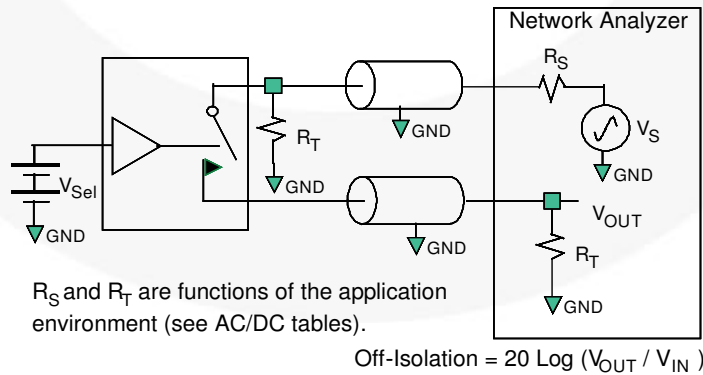 Network Analyzer
RS
VS
GND
RT
GND
GND
VSel
GND
GND
VOUT
RT
GND
RS and RT are functions of the application
environment (see AC/DC tables).
Off-Isolation = 20 Log (VOUT / VIN )